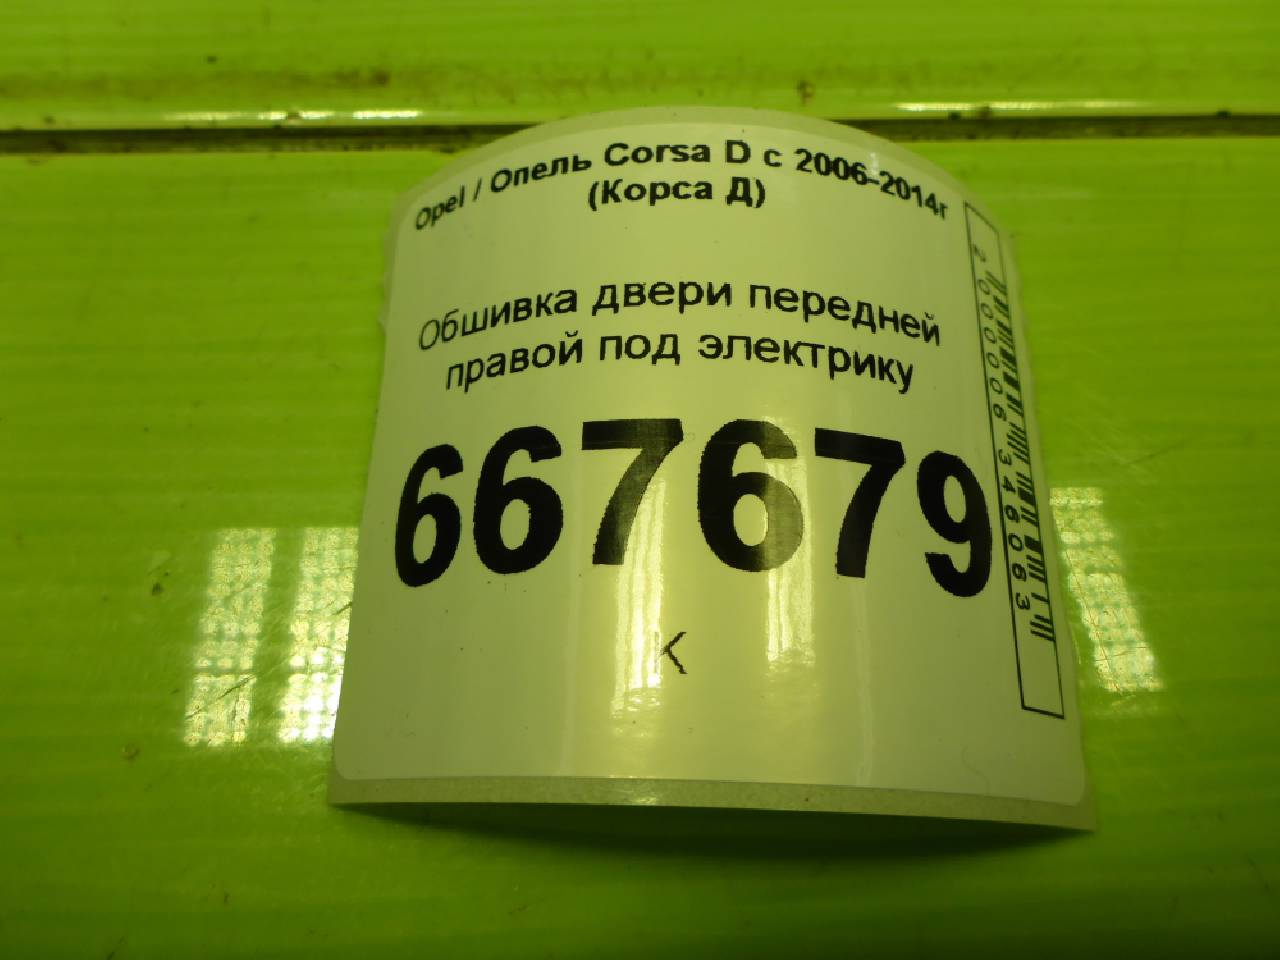 Opel / Опель Corsa D с 2006-2014г
(Корса Д)
Обшивка двери передней
правой под электрику
667679
К
2000006346063